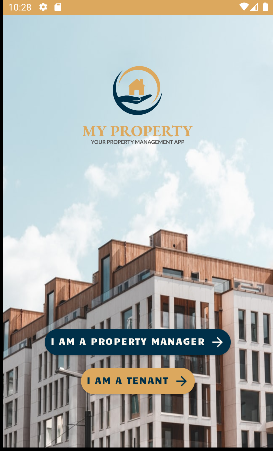 10:28
MY PROPERTY
YOUR PROPERTY MANAGEMENT APP
I AM A PROPERTY MANAGER
I AM A TENANT